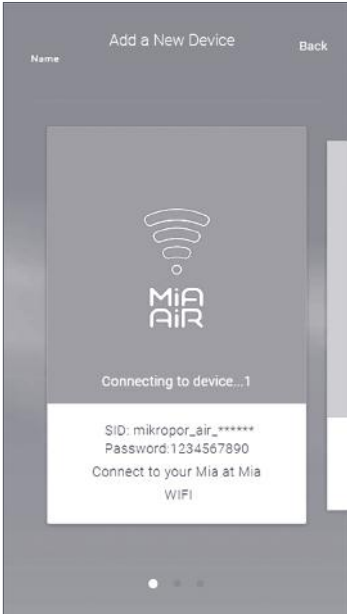 Add a New Device
Back
Name
MiA
AiR
Connecting to device...1
SID: mikropor_air_******
Password:1234567890
Connect to your Mia at Mia
WIFI